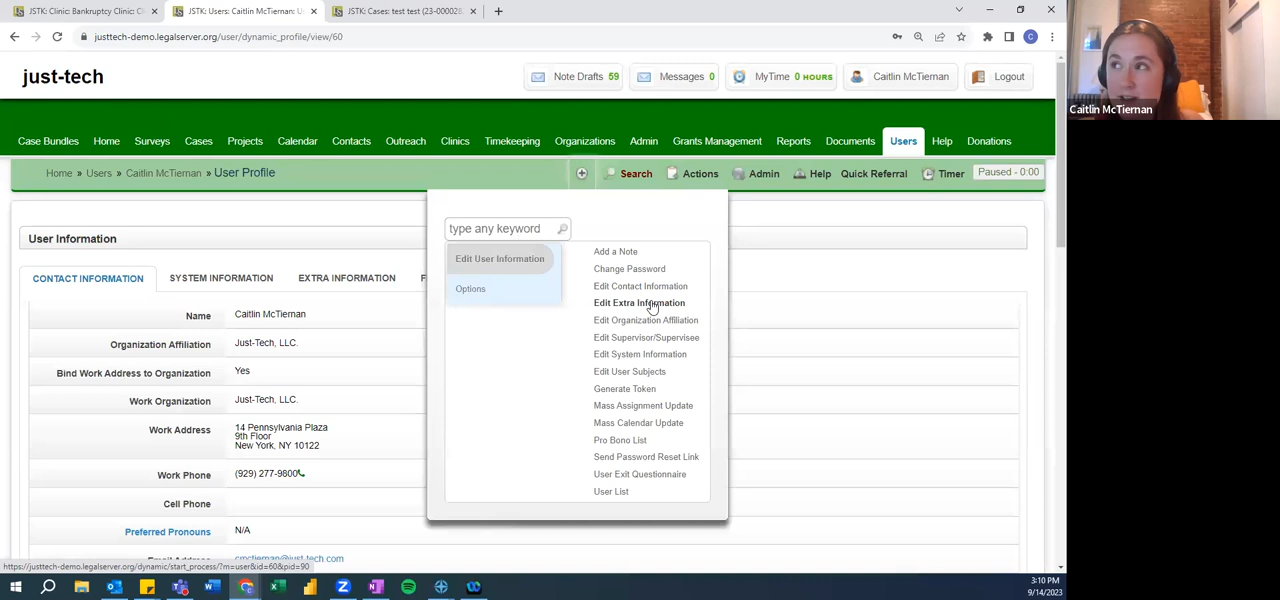 JSTK: Clinic: Bankruptcy Clinic: Cl
JSTK: Users: Caitlin McTiernan: Us
JSTK: Cases: test test (23-0000028,
justtech-demo.legalserver.org/user/dynamic_profile/view/60
C
just-tech
Note Drafts 59
Messages 0
MyTime 0 HOURS
Caitlin McTiernan
Logout
Caitlin McTiernan
Case Bundles Home Surveys Cases Projects Calendar Contacts Outreach Clinics Timekeeping Organizations Admin Grants Management Reports Documents Users Help Donations
Home » Users » Caitlin McTiernan » User Profile
Search Actions Admin Help Quick Referral Timer Paused - 0:00
type any keyword
User Information
Edit User Information
Options
Add a Note
Change Password
Edit Contact Information
Edit Extra Information
Edit Organization Affiliation
Edit Supervisor/Supervisee
Edit System Information
Edit User Subjects
Generate Token
Mass Assignment Update
Mass Calendar Update
Pro Bono List
Send Password Reset Link
User Exit Questionnaire
User List
CONTACT INFORMATION SYSTEM INFORMATION EXTRA INFORMATION F
Name Caitlin McTiernan
Organization Affiliation Just-Tech, LLC.
Bind Work Address to Organization Yes
Work Organization Just-Tech, LLC.
Work Address 14 Pennsylvania Plaza
9th Floor
New York, NY 10122
Work Phone (929) 277-9800
Cell Phone
Preferred Pronouns N/A
Email Address cmctiernan@just-tech.com
https://justtech-demo.legalserver.org/dynamic/start_process/?m=user&id=60&pid=90
3:10 PM
9/14/2023